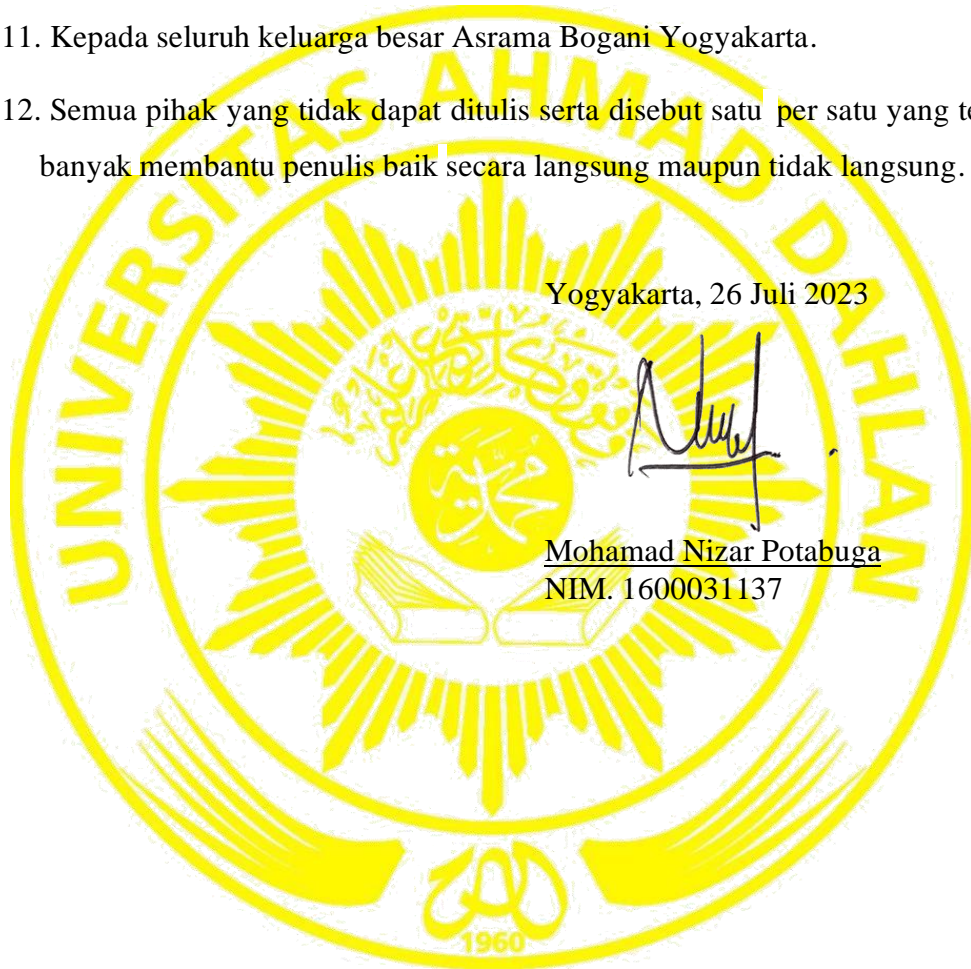 11. Kepada seluruh keluarga besar Asrama Bogani Yogyakarta.
12. Semua pihak yang tidak dapat ditulis serta disebut satu per satu yang
banyak membantu penulis baik secara langsung maupun tidak langsung.
Yogyakarta, 26 Juli 2023
Mohamad Nizar Potabuga
NIM. 1600031137
UNIVERSITAS AHMAD DAHLAN
محمد
1960